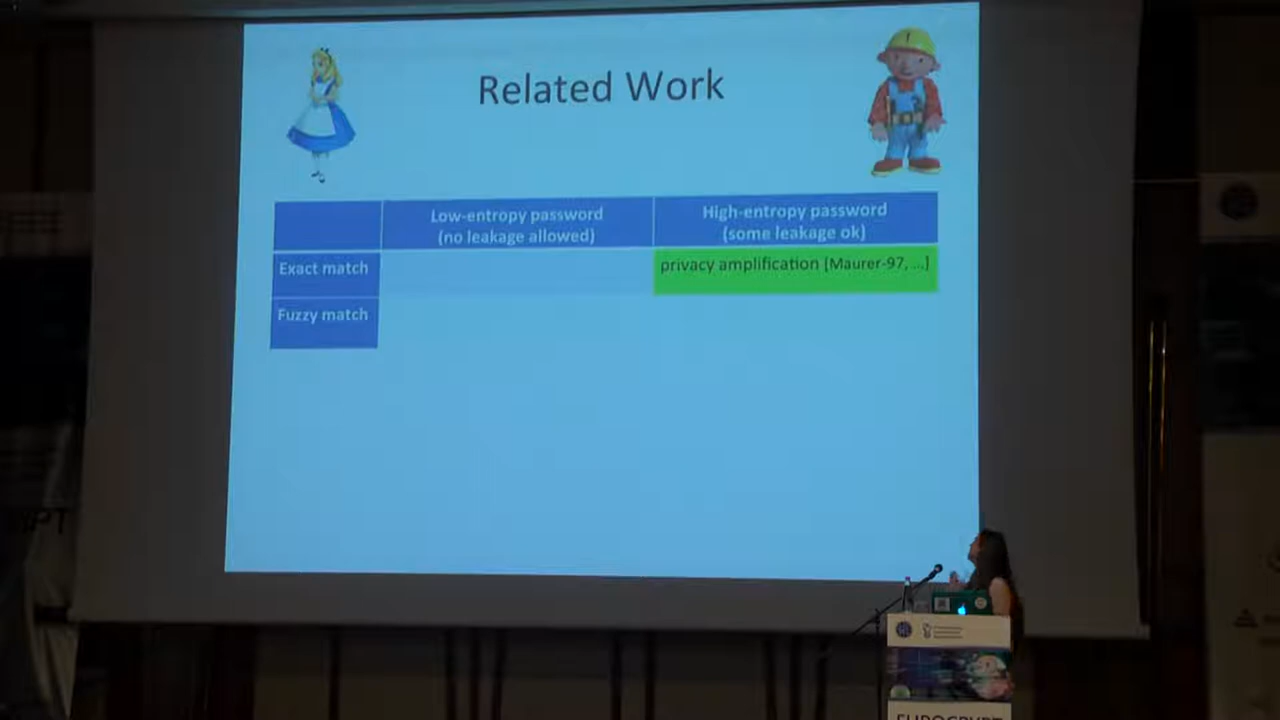 Related Work
Low-entropy password
(no leakage allowed)
High-entropy password
(some leakage ok)
Exact match
privacy amplification [Maurer-97, ...]
Fuzzy match
EUROCRYPT